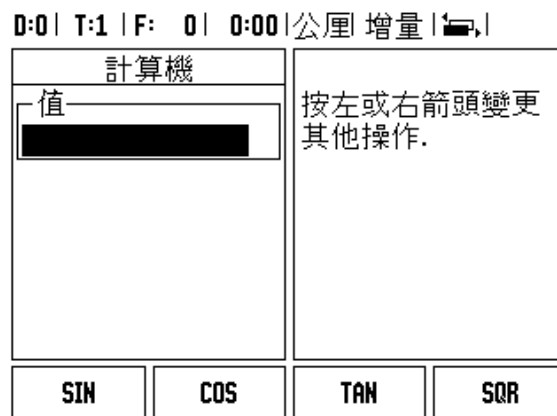 D:0 | T:1 | F: 0 | 0:00 | 公厘 | 增量 |
計算機
值
按左或右箭頭變更
其他操作.
SIN COS TAN SQR